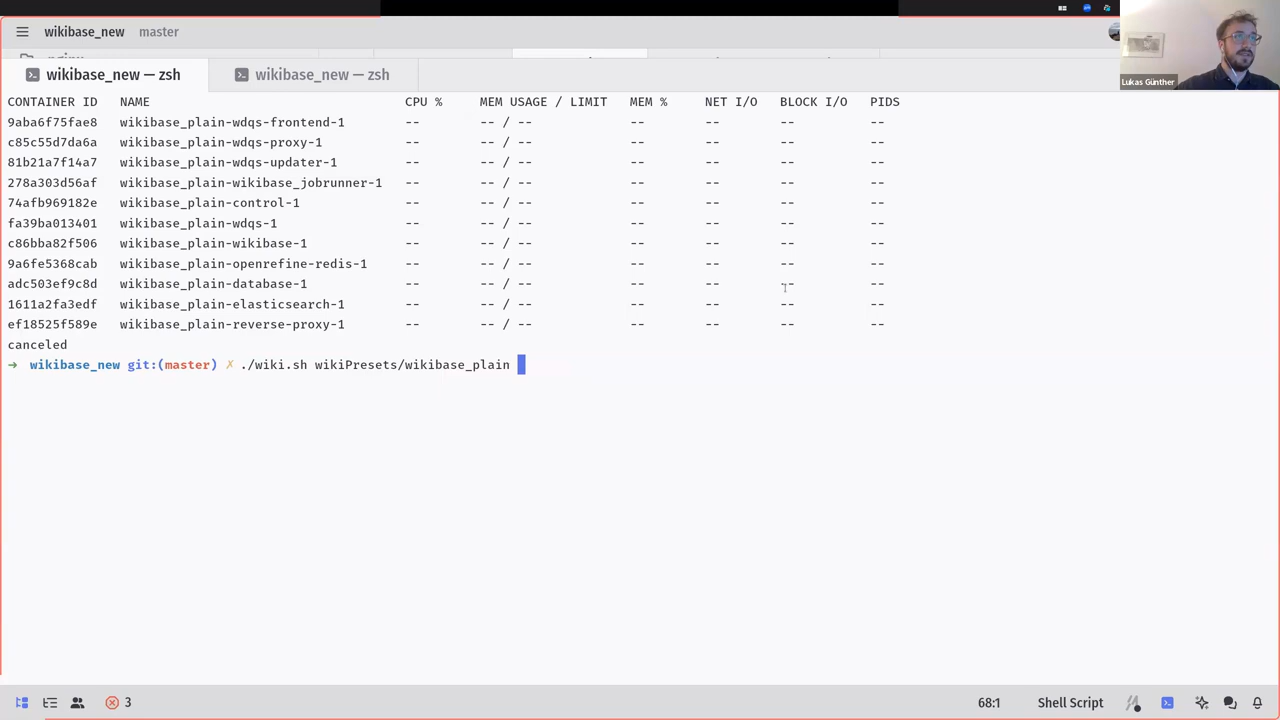 wikibase_new master
wikibase_new — zsh wikibase_new — zsh
Lukas Günther
CONTAINER ID NAME CPU % MEM USAGE / LIMIT MEM % NET I/O BLOCK I/O PIDS
9aba6f75fae8 wikibase_plain-wdqs-frontend-1 -- -- / -- -- -- -- --
c85c55d7da6a wikibase_plain-wdqs-proxy-1 -- -- / -- -- -- -- --
81b21a7f14a7 wikibase_plain-wdqs-updater-1 -- -- / -- -- -- -- --
278a303d56af wikibase_plain-wikibase_jobrunner-1 -- -- / -- -- -- -- --
74afb969182e wikibase_plain-control-1 -- -- / -- -- -- -- --
fa39ba013401 wikibase_plain-wdqs-1 -- -- / -- -- -- -- --
c86bba82f506 wikibase_plain-wikibase-1 -- -- / -- -- -- -- --
9a6fe5368cab wikibase_plain-openrefine-redis-1 -- -- / -- -- -- -- --
adc503ef9c8d wikibase_plain-database-1 -- -- / -- -- -- -- --
1611a2fa3edf wikibase_plain-elasticsearch-1 -- -- / -- -- -- -- --
ef18525f589e wikibase_plain-reverse-proxy-1 -- -- / -- -- -- -- --
canceled
➜ wikibase_new git:(master) ✗ ./wiki.sh wikiPresets/wikibase_plain
3 68:1 Shell Script